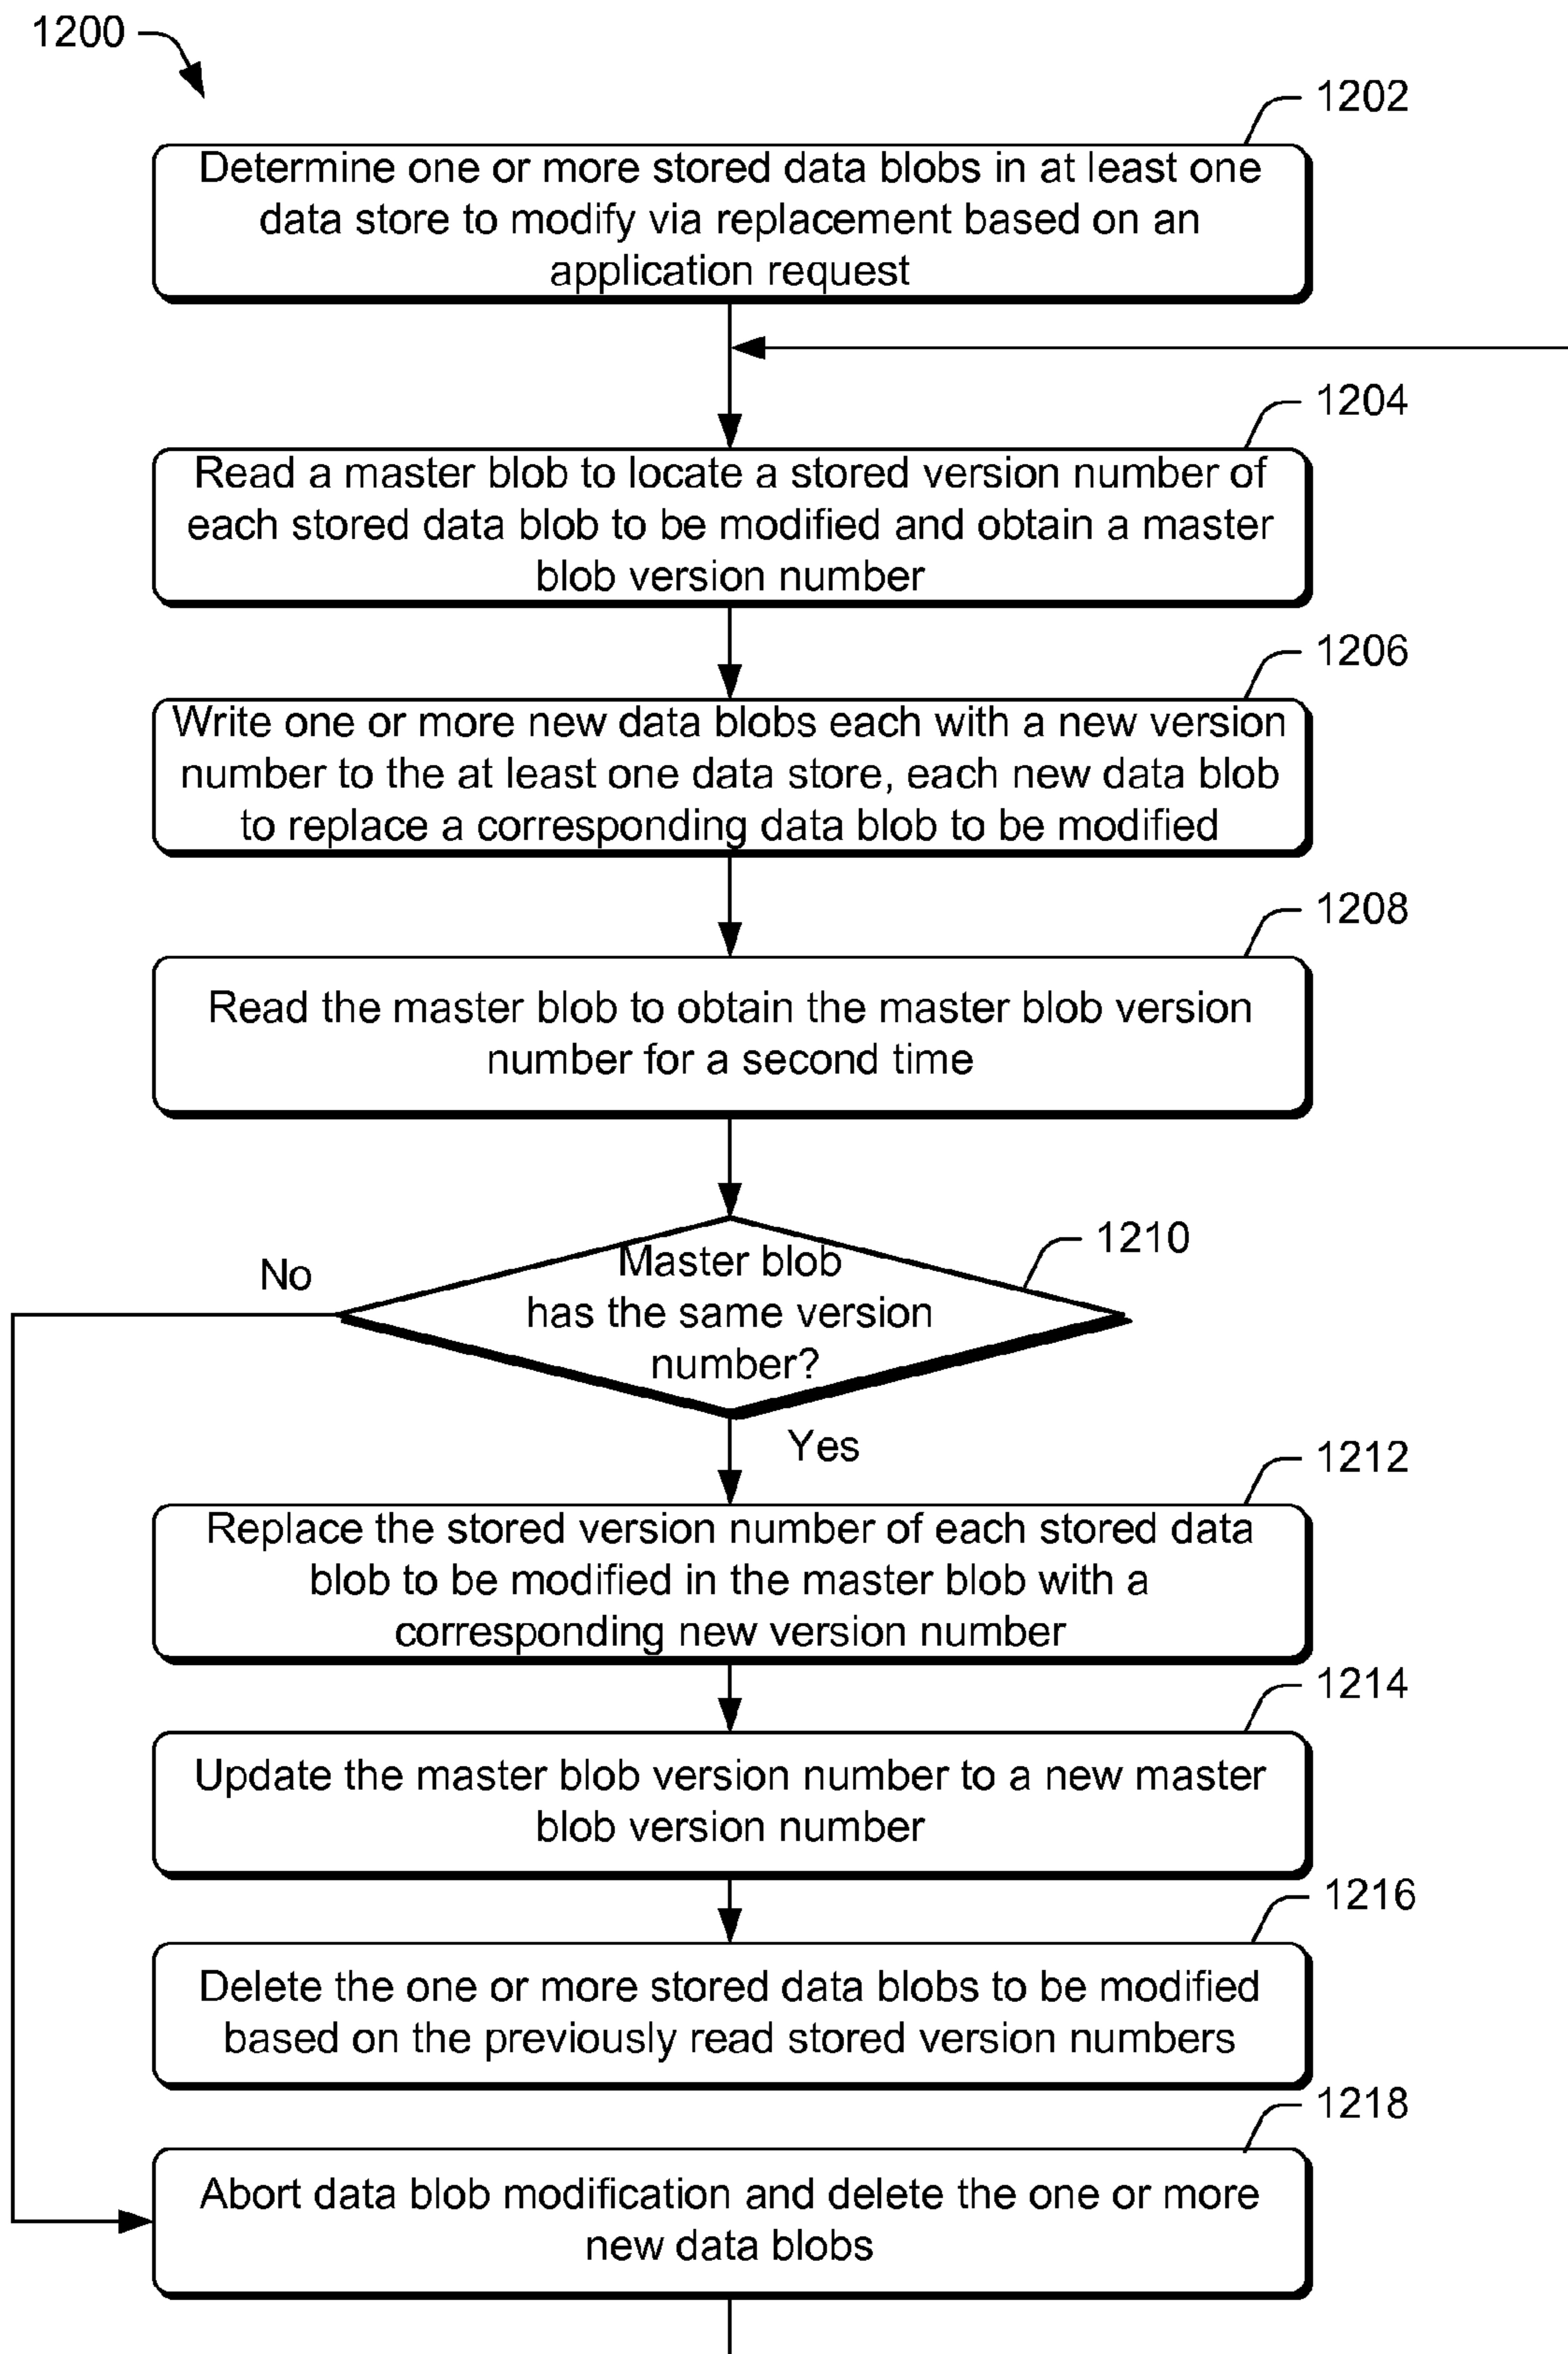 1200
1202
Determine one or more stored data blobs in at least one
data store to modify via replacement based on an
application request
1204
Read a master blob to locate a stored version number of
each stored data blob to be modified and obtain a master
blob version number
1206
Write one or more new data blobs each with a new version
number to the at least one data store, each new data blob
to replace a corresponding data blob to be modified
1208
Read the master blob to obtain the master blob version
number for a second time
1210
No
Master blob
has the same version
number?
Yes
1212
Replace the stored version number of each stored data
blob to be modified in the master blob with a
corresponding new version number
1214
Update the master blob version number to a new master
blob version number
1216
Delete the one or more stored data blobs to be modified
based on the previously read stored version numbers
1218
Abort data blob modification and delete the one or more
new data blobs